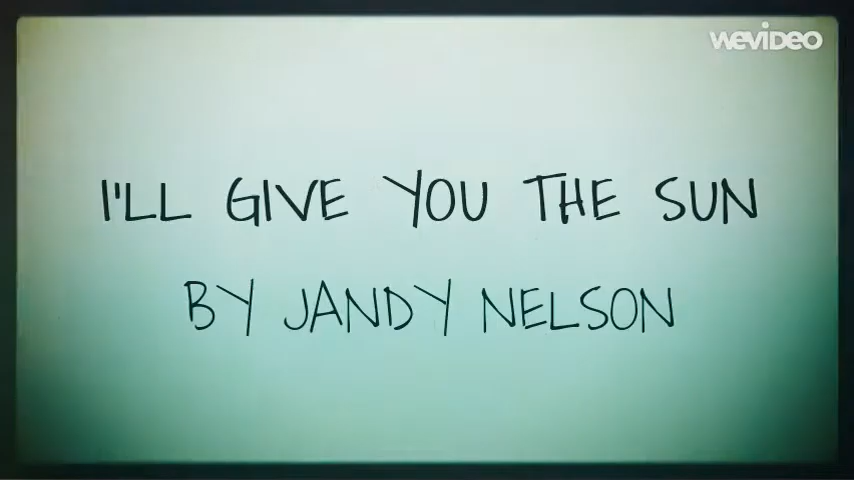 WEVIDEO
I'LL GIVE YOU THE SUN
BY JANDY NELSON